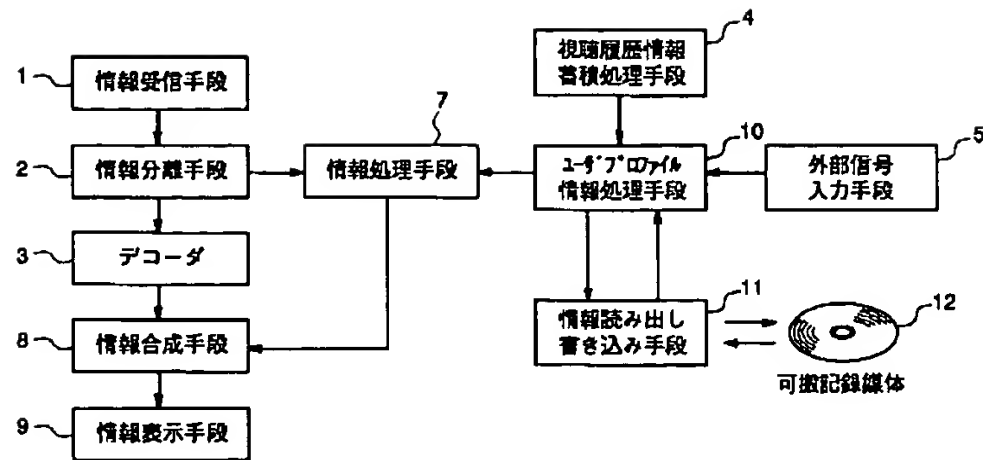 4
視聴履歴情報
蓄積処理手段
1
情報受信手段
7
10
5
2
情報分離手段
情報処理手段
ユーザプロファイル
情報処理手段
外部信号
入力手段
3
デコーダ
11
12
8
情報合成手段
情報読み出し
書き込み手段
可搬記録媒体
9
情報表示手段